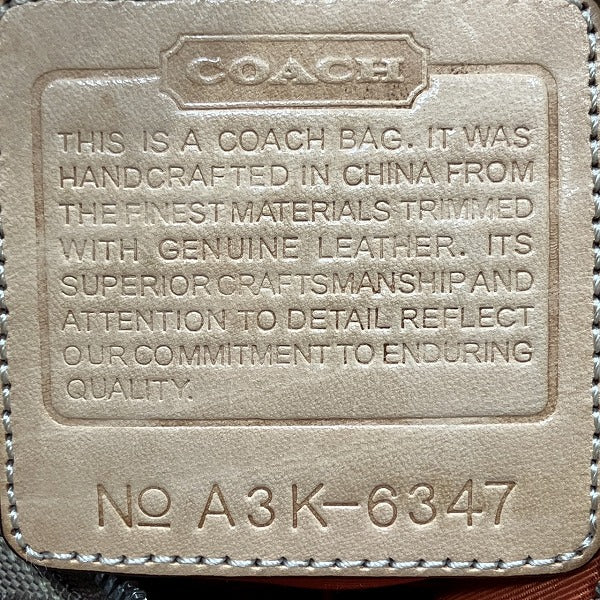 COACH
THIS IS A COACH BAG. IT WAS
HANDCRAFTED IN CHINA FROM
THE FINEST MATERIALS TRIMMED
WITH GENUINE LEATHER. ITS
SUPERIOR CRAFTSMANSHIP AND
ATTENTION TO DETAIL REFLECT
OUR COMMITMENT TO ENDURING
QUALITY.
No A3K-6347